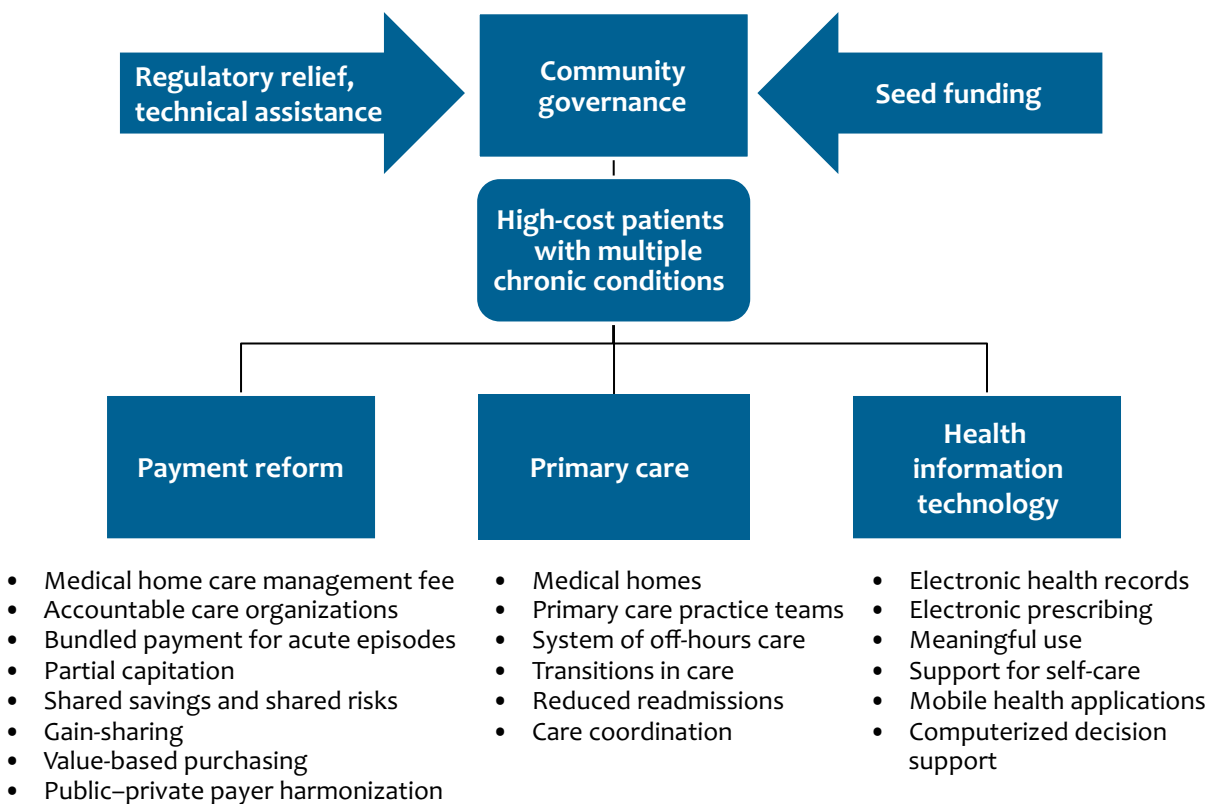 Regulatory relief,
technical assistance
Community
governance
Seed funding
High-cost patients
with multiple
chronic conditions
Payment reform
Primary care
Health
information
technology
• Medical home care management fee
• Accountable care organizations
• Bundled payment for acute episodes
• Partial capitation
• Shared savings and shared risks
• Gain-sharing
• Value-based purchasing
• Public–private payer harmonization
• Medical homes
• Primary care practice teams
• System of off-hours care
• Transitions in care
• Reduced readmissions
• Care coordination
• Electronic health records
• Electronic prescribing
• Meaningful use
• Support for self-care
• Mobile health applications
• Computerized decision
support